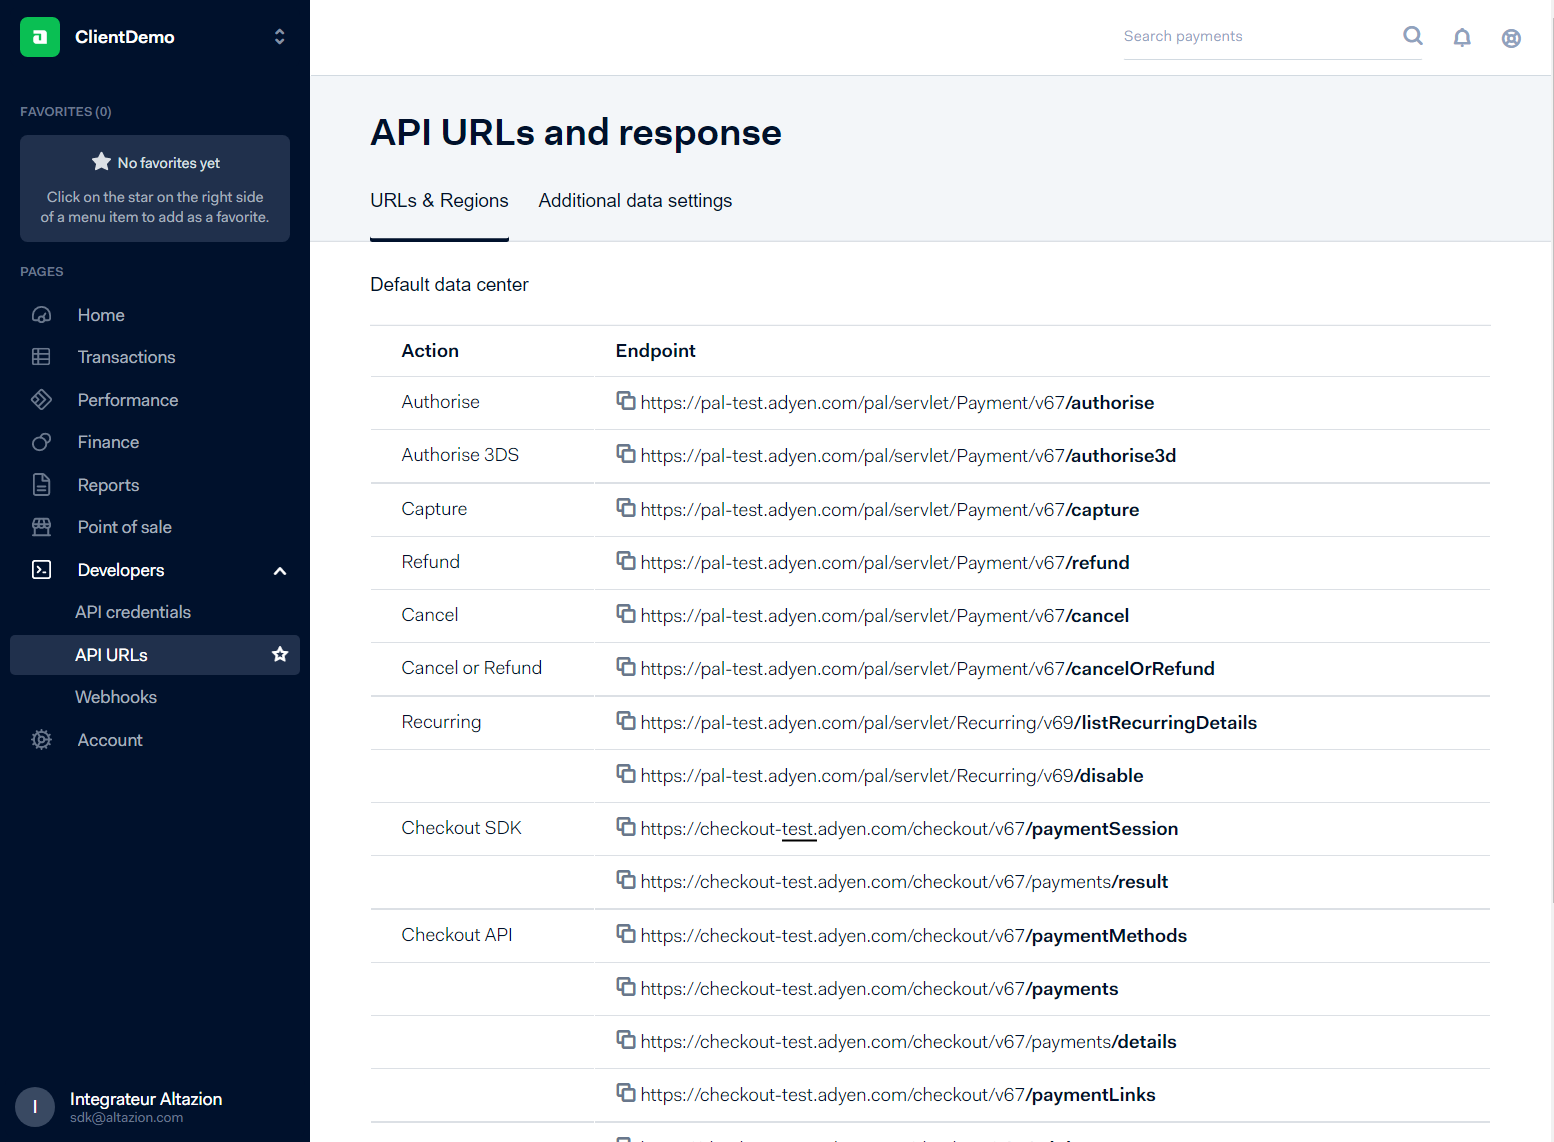 ClientDemo
Search payments
FAVORITES (0)
No favorites yet
Click on the star on the right side
of a menu item to add as a favorite.
PAGES
Home
Transactions
Performance
Finance
Reports
Point of sale
Developers
API credentials
API URLs
Webhooks
Account
I
Integrateur Altazion
sdk@altazion.com
API URLs and response
URLs & Regions Additional data settings
Default data center
Action Endpoint
Authorise https://pal-test.adyen.com/pal/servlet/Payment/v67/authorise
Authorise 3DS https://pal-test.adyen.com/pal/servlet/Payment/v67/authorise3d
Capture https://pal-test.adyen.com/pal/servlet/Payment/v67/capture
Refund https://pal-test.adyen.com/pal/servlet/Payment/v67/refund
Cancel https://pal-test.adyen.com/pal/servlet/Payment/v67/cancel
Cancel or Refund https://pal-test.adyen.com/pal/servlet/Payment/v67/cancelOrRefund
Recurring https://pal-test.adyen.com/pal/servlet/Recurring/v69/listRecurringDetails
https://pal-test.adyen.com/pal/servlet/Recurring/v69/disable
Checkout SDK https://checkout-test.adyen.com/checkout/v67/paymentSession
https://checkout-test.adyen.com/checkout/v67/payments/result
Checkout API https://checkout-test.adyen.com/checkout/v67/paymentMethods
https://checkout-test.adyen.com/checkout/v67/payments
https://checkout-test.adyen.com/checkout/v67/payments/details
https://checkout-test.adyen.com/checkout/v67/paymentLinks